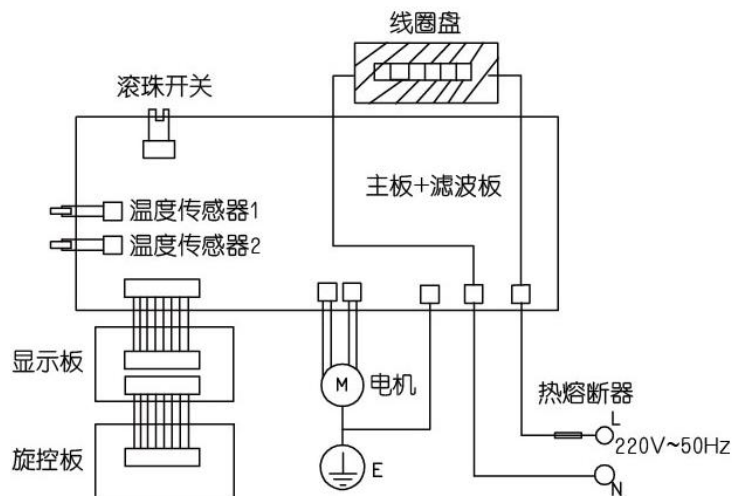 线圈盘
滚珠开关
主板+滤波板
温度传感器1
温度传感器2
显示板
M
电机
热熔断器
L
220V~50Hz
旋控板
E
N